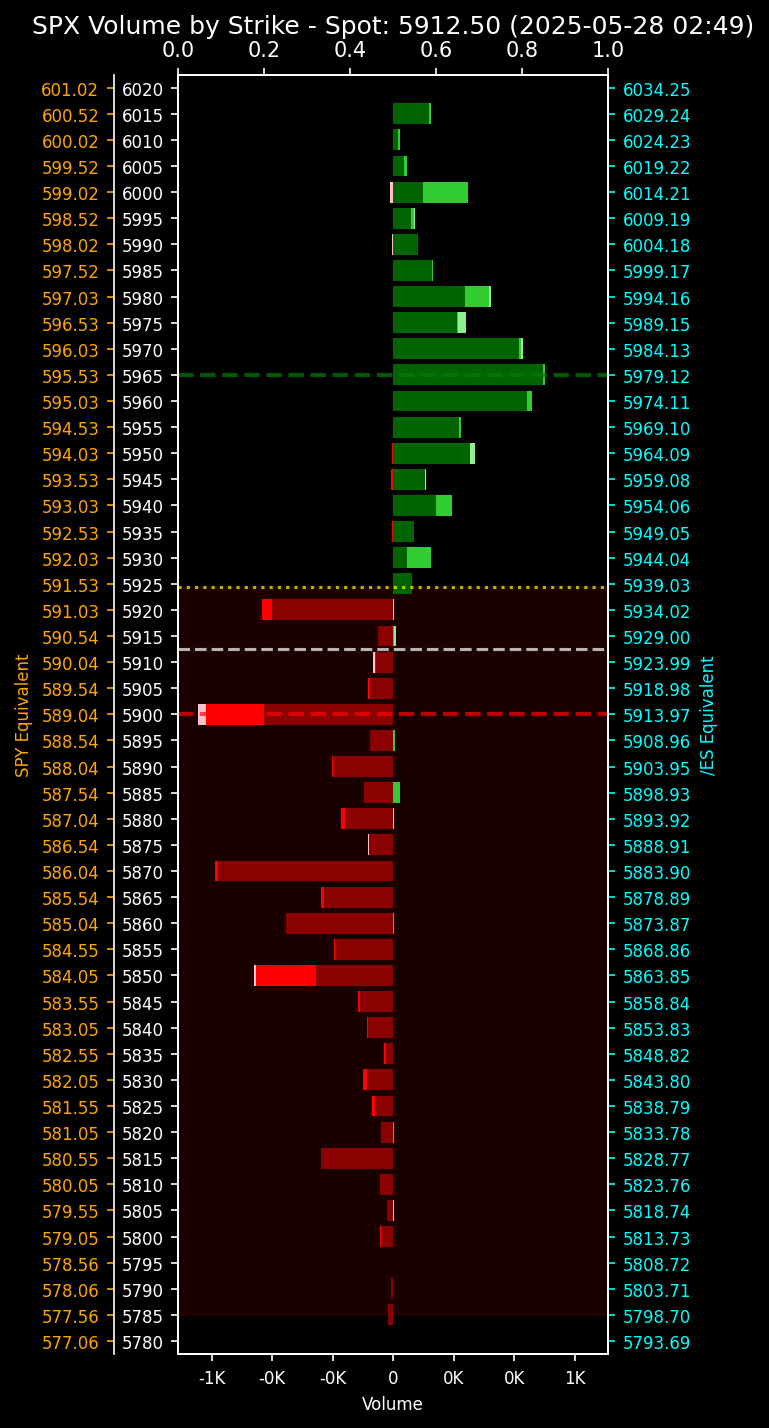 SPX Volume by Strike - Spot: 5912.50 (2025-05-28 02:49)
0.0 0.2 0.4 0.6 0.8 1.0
601.02 6020 6034.25
600.52 6015 6029.24
600.02 6010 6024.23
599.52 6005 6019.22
599.02 6000 6014.21
598.52 5995 6009.19
598.02 5990 6004.18
597.52 5985 5999.17
597.03 5980 5994.16
596.53 5975 5989.15
596.03 5970 5984.13
595.53 5965 5979.12
595.03 5960 5974.11
594.53 5955 5969.10
594.03 5950 5964.09
593.53 5945 5959.08
593.03 5940 5954.06
592.53 5935 5949.05
592.03 5930 5944.04
591.53 5925 5939.03
591.03 5920 5934.02
590.54 5915 5929.00
590.04 5910 5923.99
589.54 5905 5918.98
589.04 5900 5913.97
588.54 5895 5908.96
588.04 5890 5903.95
587.54 5885 5898.93
587.04 5880 5893.92
586.54 5875 5888.91
586.04 5870 5883.90
585.54 5865 5878.89
585.04 5860 5873.87
584.55 5855 5868.86
584.05 5850 5863.85
583.55 5845 5858.84
583.05 5840 5853.83
582.55 5835 5848.82
582.05 5830 5843.80
581.55 5825 5838.79
581.05 5820 5833.78
580.55 5815 5828.77
580.05 5810 5823.76
579.55 5805 5818.74
579.05 5800 5813.73
578.56 5795 5808.72
578.06 5790 5803.71
577.56 5785 5798.70
577.06 5780 5793.69
SPY Equivalent
/ES Equivalent
-1K -0K -0K 0 0K 0K 1K
Volume